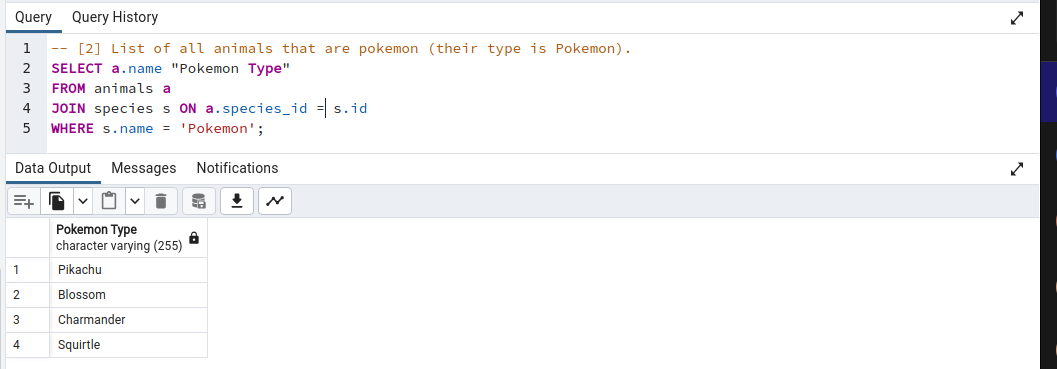 Query Query History
1 -- [2] List of all animals that are pokemon (their type is Pokemon).
2 SELECT a.name "Pokemon Type"
3 FROM animals a
4 JOIN species s ON a.species_id = s.id
5 WHERE s.name = 'Pokemon';
Data Output Messages Notifications
Pokemon Type
character varying (255)
1 Pikachu
2 Blossom
3 Charmander
4 Squirtle